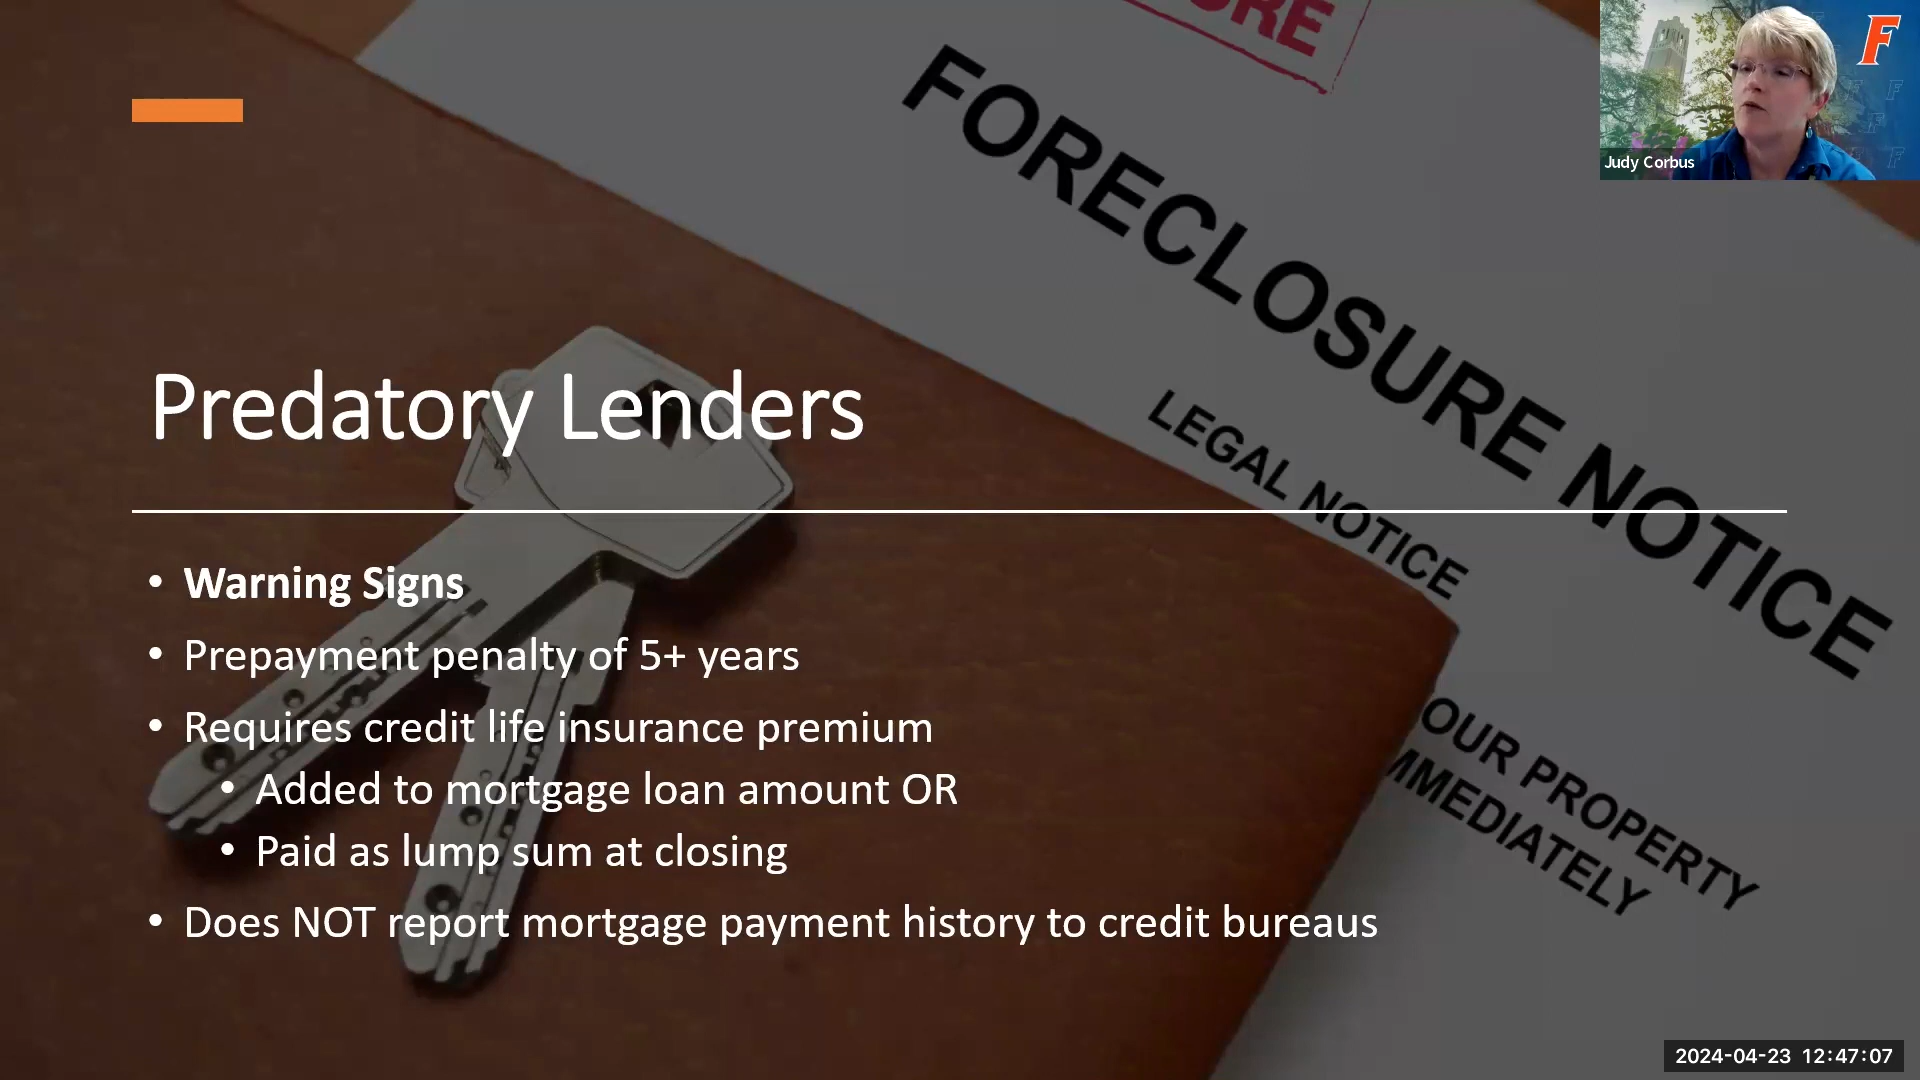 FORECLOSURE NOTICE
LEGAL NOTICE
OUR PROPERTY
MMEDIATELY
F
Judy Corbus
Predatory Lenders
• Warning Signs
• Prepayment penalty of 5+ years
• Requires credit life insurance premium
• Added to mortgage loan amount OR
• Paid as lump sum at closing
• Does NOT report mortgage payment history to credit bureaus
2024-04-23 12:47:07